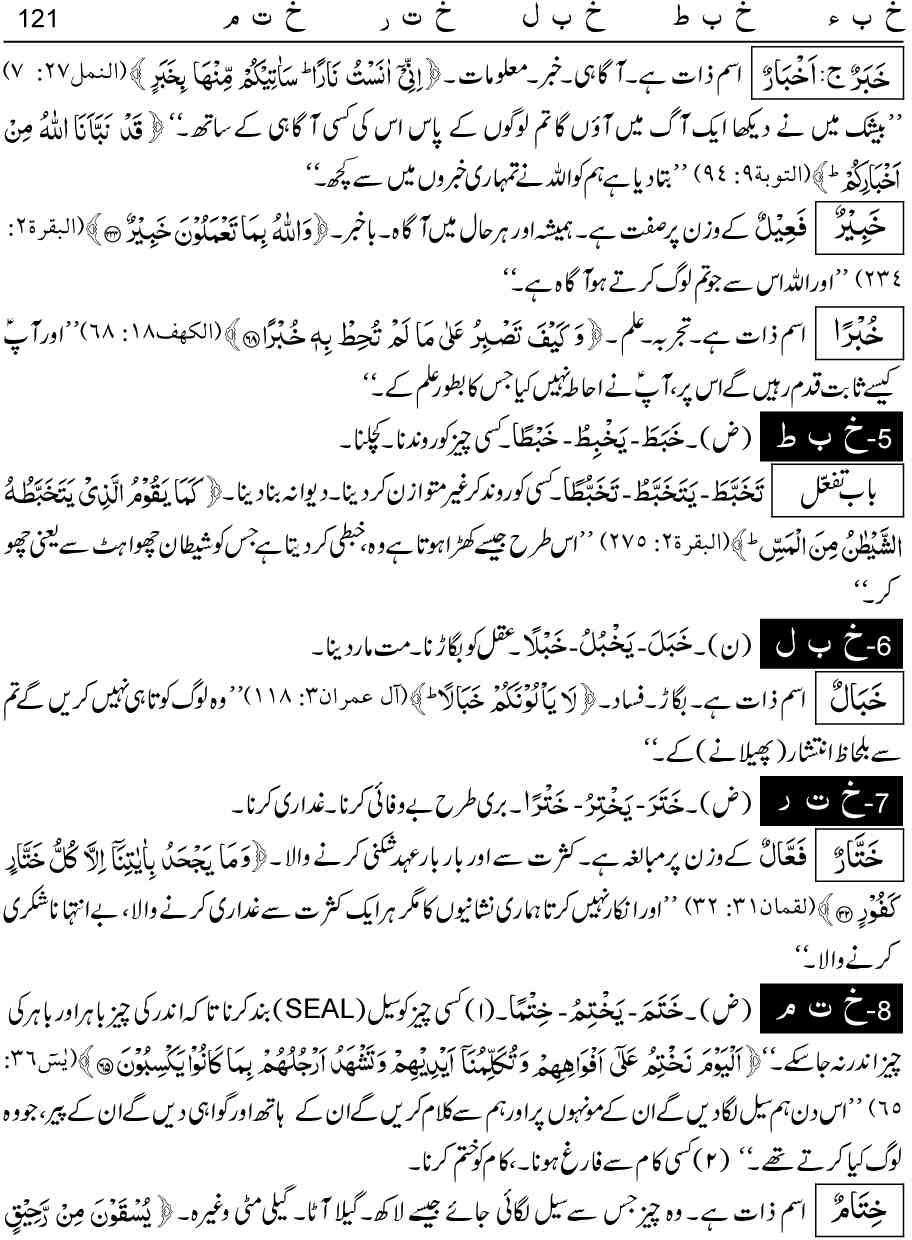 خ ب ء خ ب ط خ ب ل خ ت ر خ ت م 121
خَبَرٌ ج: اَخْبَارٌ اسم ذات ہے۔ آگاہی۔ خبر۔ معلومات۔ ﴿ اِنِّیْٓ اٰنَسْتُ نَارًا ؕ سَاٰتِیْكُمْ مِّنْهَا بِخَبَرٍ ﴾ (النمل۲۷: ۷)
’’بیشک میں نے دیکھا ایک آگ میں آؤں گا تم لوگوں کے پاس اس کی کسی آگاہی کے ساتھ۔‘‘ ﴿ قَدْ نَبَّاَنَا اللّٰهُ مِنْ
اَخْبَارِكُمْ ؕ ﴾ (التوبۃ۹: ۹۴) ’’بتا دیا ہے ہم کو اللہ نے تمہاری خبروں میں سے کچھ۔‘‘
خَبِیْرٌ فَعِیْلٌ کے وزن پر صفت ہے۔ ہمیشہ اور ہر حال میں آگاہ۔ باخبر۔ ﴿ وَاللّٰهُ بِمَا تَعْمَلُوْنَ خَبِیْرٌ ۝۲۳۴ ﴾ (البقرۃ۲:
۲۳۴) ’’اور اللہ اس سے جو تم لوگ کرتے ہو آگاہ ہے۔‘‘
خُبْرًا اسم ذات ہے۔ تجربہ۔ علم۔ ﴿ وَ كَیْفَ تَصْبِرُ عَلٰی مَا لَمْ تُحِطْ بِهٖ خُبْرًا ۝۶۸ ﴾ (الکھف۱۸: ۶۸) ’’اور آپؑ
کیسے ثابت قدم رہیں گے اس پر، آپؑ نے احاطہ نہیں کیا جس کا بطور علم کے۔‘‘
5- خ ب ط (ض)۔ خَبَطَ- یَخْبِطُ- خَبْطًا۔ کسی چیز کو روندنا۔ کچلنا۔
باب تفعّل تَخَبَّطَ- یَتَخَبَّطُ- تَخَبُّطًا۔ کسی کو روند کر غیر متوازن کر دینا۔ دیوانہ بنا دینا۔ ﴿ كَمَا یَقُوْمُ الَّذِیْ یَتَخَبَّطُهُ
الشَّیْطٰنُ مِنَ الْمَسِّ ؕ ﴾ (البقرۃ۲: ۲۷۵) ’’اس طرح جیسے کھڑا ہوتا ہے وہ، خبطی کر دیتا ہے جس کو شیطان چھواہٹ سے یعنی چھو
کر۔‘‘
6- خ ب ل (ن)۔ خَبَلَ- یَخْبُلُ- خَبْلًا عقل کو بگاڑنا۔ مت مار دینا۔
خَبَالٌ اسم ذات ہے۔ بگاڑ۔ فساد۔ ﴿ لَا یَاْلُوْنَكُمْ خَبَالًا ؕ ﴾ (آل عمران۳: ۱۱۸) ’’وہ لوگ کوتاہی نہیں کریں گے تم
سے بلحاظ انتشار (پھیلانے) کے۔‘‘
7- خ ت ر (ض)۔ خَتَرَ- یَخْتِرُ- خَتْرًا۔ بری طرح بے وفائی کرنا۔ غداری کرنا۔
خَتَّارٌ فَعَّالٌ کے وزن پر مبالغہ ہے۔ کثرت سے اور بار بار عہد شکنی کرنے والا۔ ﴿ وَمَا یَجْحَدُ بِاٰیٰتِنَاۤ اِلَّا كُلُّ خَتَّارٍ
كَفُوْرٍ ۝۳۲ ﴾ (لقمان۳۱: ۳۲) ’’اور انکار نہیں کرتا ہماری نشانیوں کا مگر ہر ایک کثرت سے غداری کرنے والا، بے انتہا ناشکری
کرنے والا۔‘‘
8- خ ت م (ض)۔ خَتَمَ- یَخْتِمُ- خِتْمًا۔ (۱) کسی چیز کو سیل (SEAL) بند کرنا تاکہ اندر کی چیز باہر اور باہر کی
چیز اندر نہ جا سکے۔‘‘ ﴿ اَلْیَوْمَ نَخْتِمُ عَلٰۤی اَفْوَاهِهِمْ وَتُكَلِّمُنَاۤ اَیْدِیْهِمْ وَتَشْهَدُ اَرْجُلُهُمْ بِمَا كَانُوْا یَكْسِبُوْنَ ۝۶۵ ﴾ (یٰسٓ۳۶:
۶۵) ’’اس دن ہم سیل لگا دیں گے ان کے مونہوں پر اور ہم سے کلام کریں گے ان کے ہاتھ اور گواہی دیں گے ان کے پیر، جو وہ
لوگ کیا کرتے تھے۔‘‘ (۲) کسی کام سے فارغ ہونا۔، کام کو ختم کرنا۔
خِتَامٌ اسم ذات ہے۔ وہ چیز جس سے سیل لگائی جائے جیسے لاکھ۔ گیلا آٹا۔ گیلی مٹی وغیرہ۔ ﴿ یُسْقَوْنَ مِنْ رَّحِیْقٍ